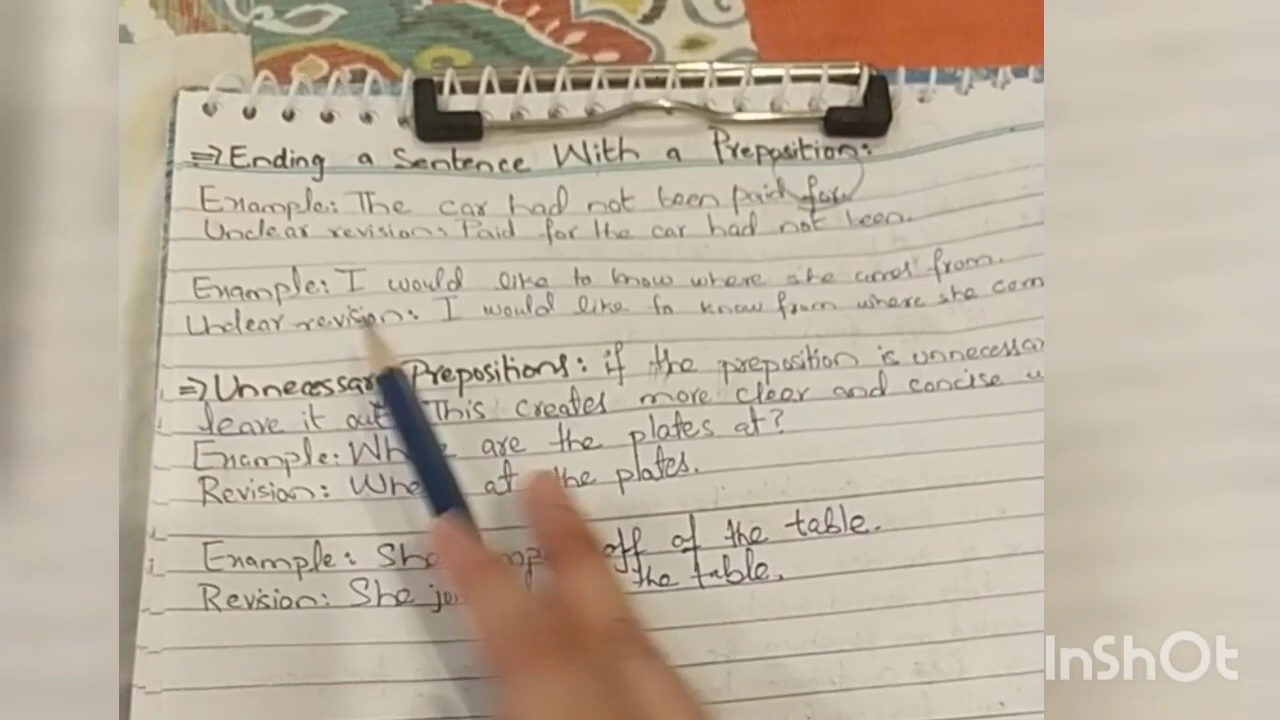 ⇒ Ending a Sentence With a Preposition:
Example: The car had not been paid for
Unclear revision: Paid for the car had not been.
Example: I would like to know where she comes from.
Unclear revision: I would like to know from where she com
⇒ Unnecessary Prepositions: if the preposition is unnecessar
leave it out This creates more clear and concise
Example: Where are the plates at?
Revision: Where at the plates.
Example: She off of the table.
Revision: She the table.
InShOt